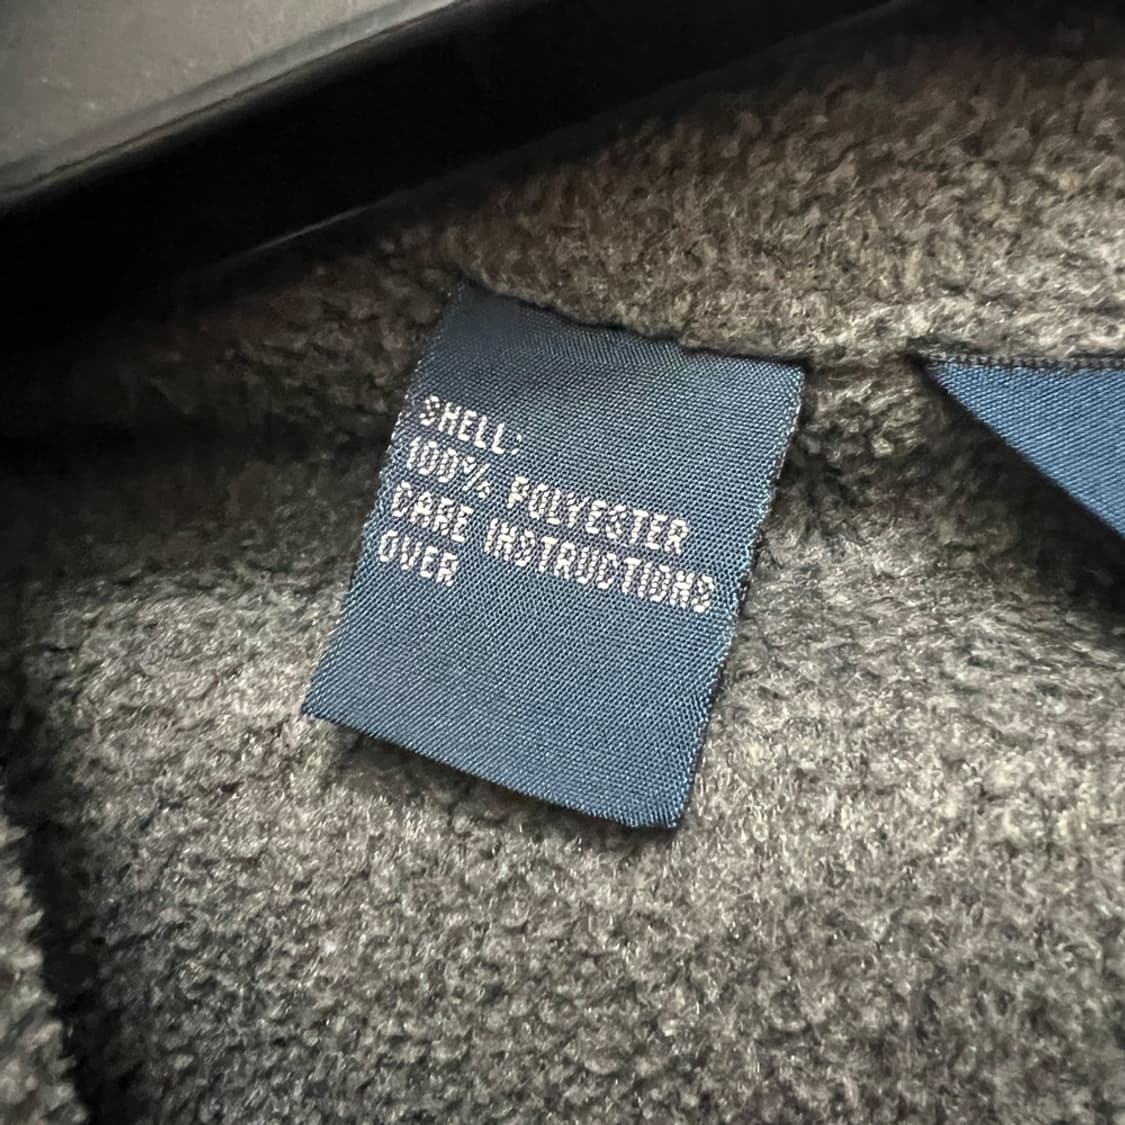 SHELL:
100% POLYESTER
CARE INSTRUCTIONS
OVER